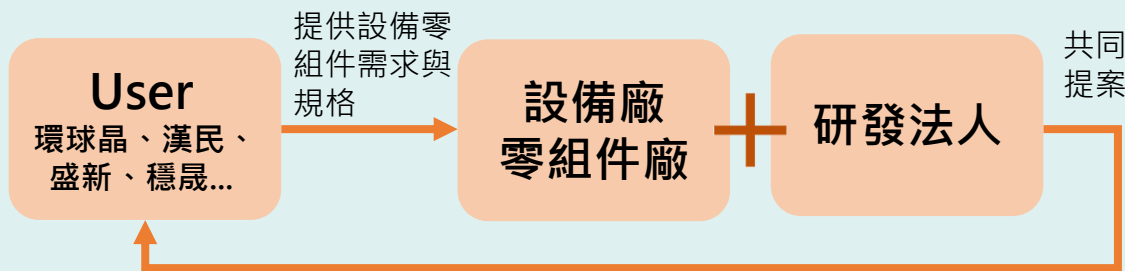 User
環球晶、漢民、
盛新、穩晟...
提供設備零
組件需求與
規格
設備廠
零組件廠
研發法人
共同
提案